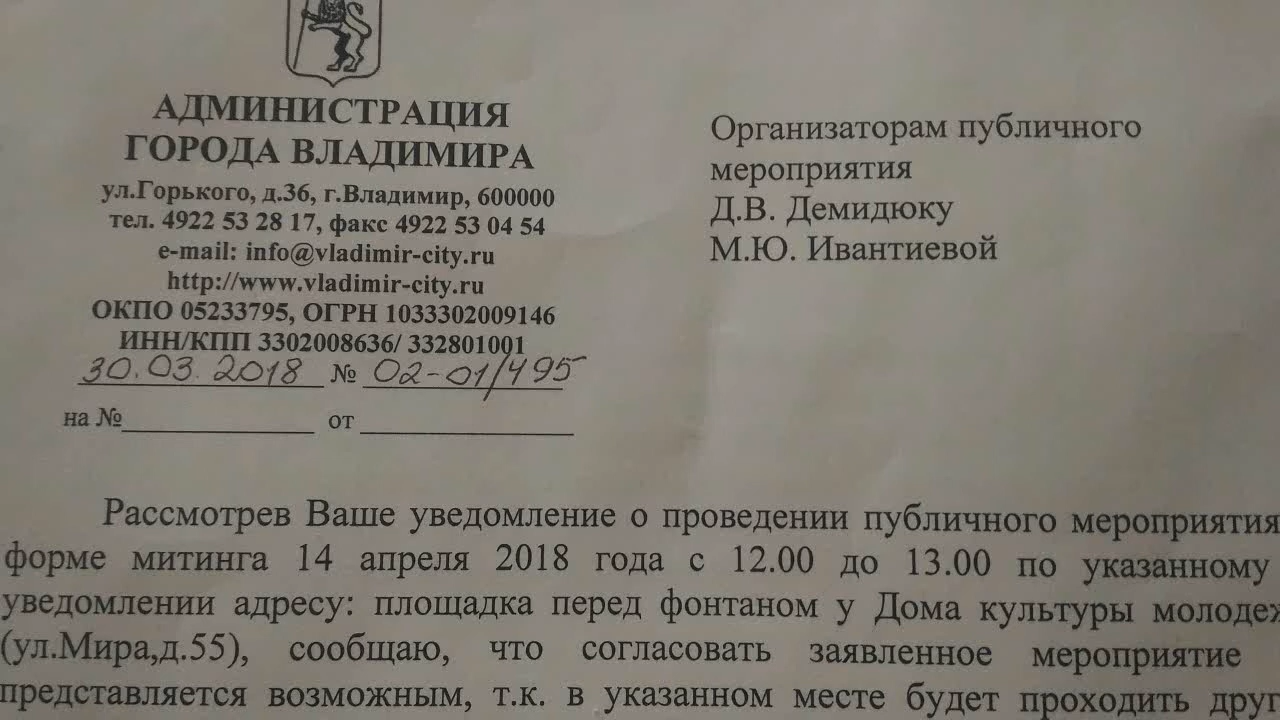 АДМИНИСТРАЦИЯ
ГОРОДА ВЛАДИМИРА
ул.Горького, д.36, г.Владимир, 600000
тел. 4922 53 28 17, факс 4922 53 04 54
e-mail: info@vladimir-city.ru
http://www.vladimir-city.ru
ОКПО 05233795, ОГРН 1033302009146
ИНН/КПП 3302008636/ 332801001
30.03.2018 № 02-01/495
на №____________ от ____________
Организаторам публичного
мероприятия
Д.В. Демидюку
М.Ю. Ивантиевой
Рассмотрев Ваше уведомление о проведении публичного мероприятия
форме митинга 14 апреля 2018 года с 12.00 до 13.00 по указанному
уведомлении адресу: площадка перед фонтаном у Дома культуры молодеж
(ул.Мира,д.55), сообщаю, что согласовать заявленное мероприятие
представляется возможным, т.к. в указанном месте будет проходить друг